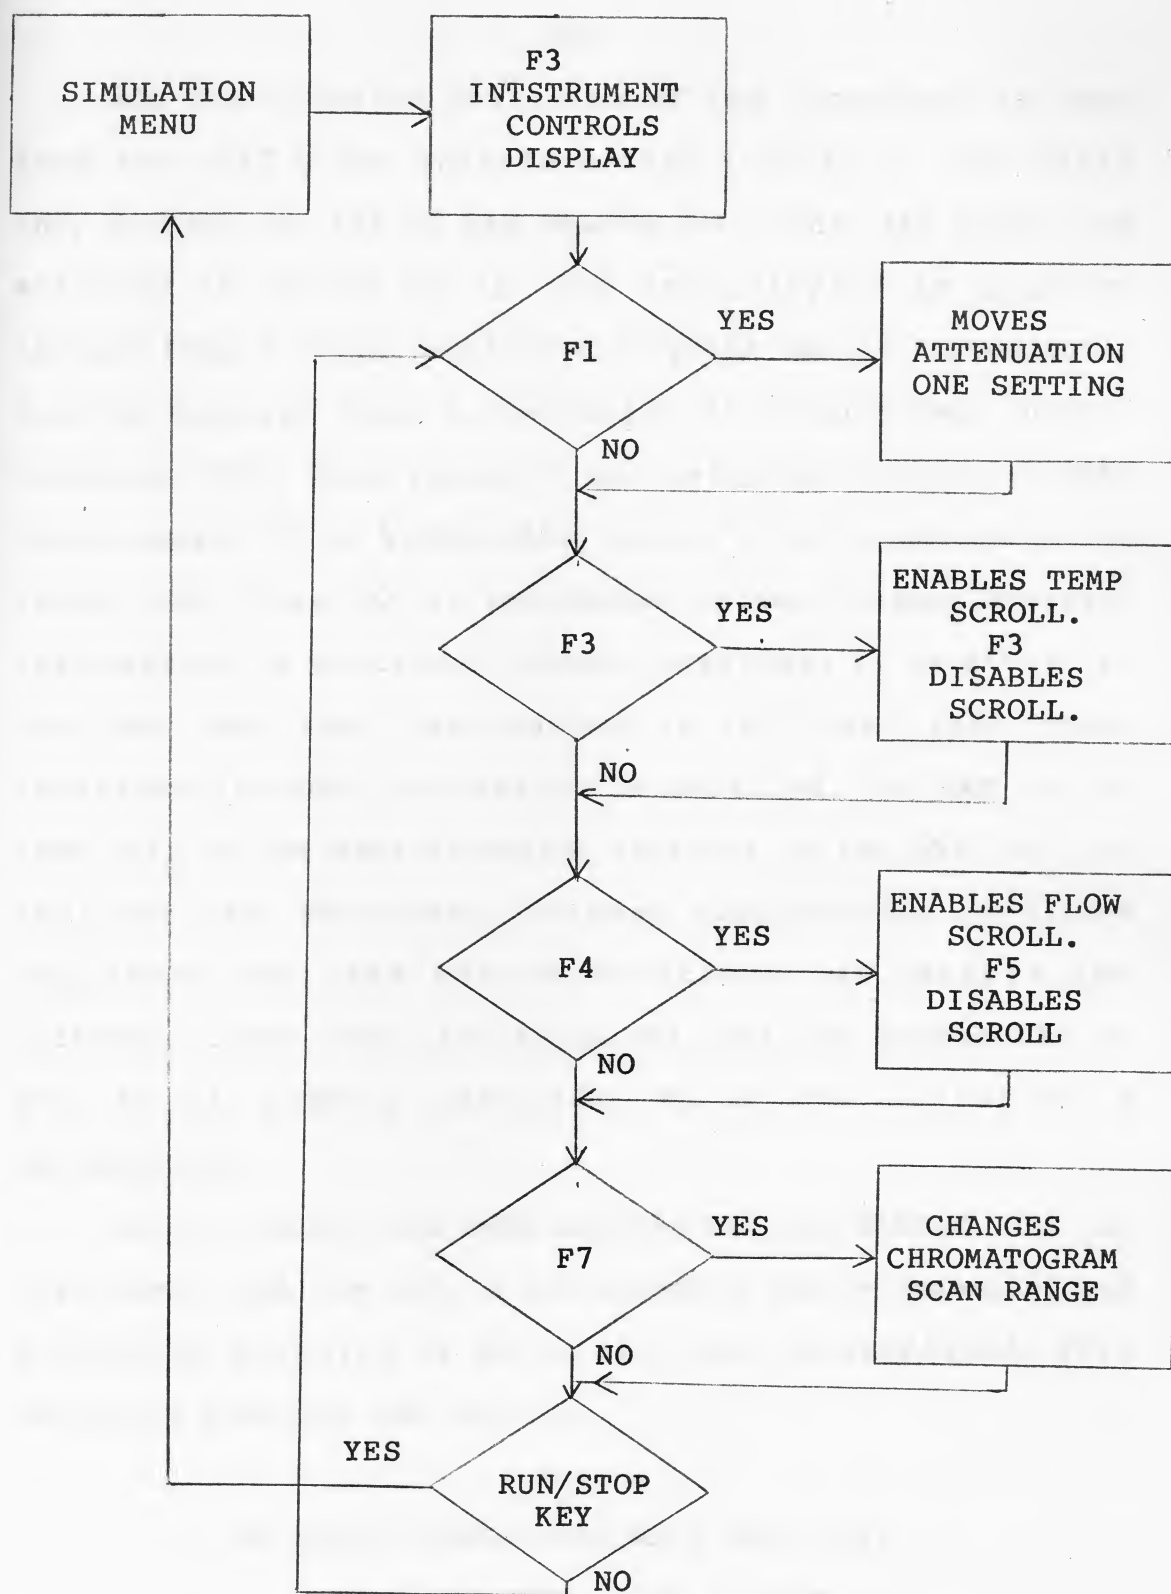 SIMULATION
MENU
F3
INTSTRUMENT
CONTROLS
DISPLAY
F1
YES
MOVES
ATTENUATION
ONE SETTING
NO
F3
YES
ENABLES TEMP
SCROLL.
F3
DISABLES
SCROLL.
NO
F4
YES
ENABLES FLOW
SCROLL.
F5
DISABLES
SCROLL
NO
F7
YES
CHANGES
CHROMATOGRAM
SCAN RANGE
NO
YES
RUN/STOP
KEY
NO